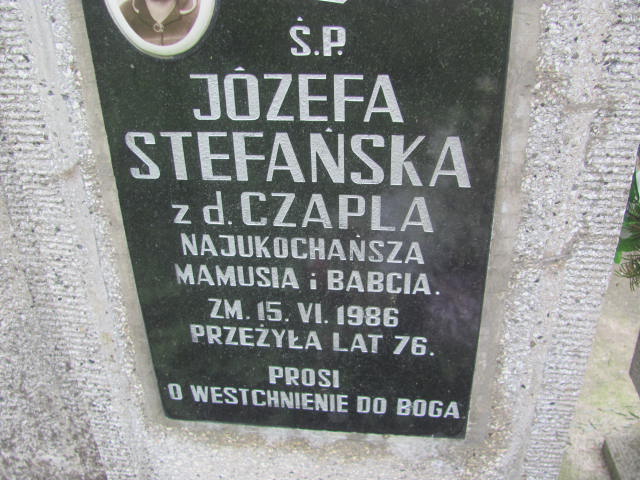 Ś.P.
JÓZEFA
STEFAŃSKA
z d. CZAPLA
NAJUKOCHAŃSZA
MAMUSIA i BABCIA.
ZM. 15. VI. 1986
PRZEŻYŁA LAT 76.
PROSI
O WESTCHNIENIE DO BOGA